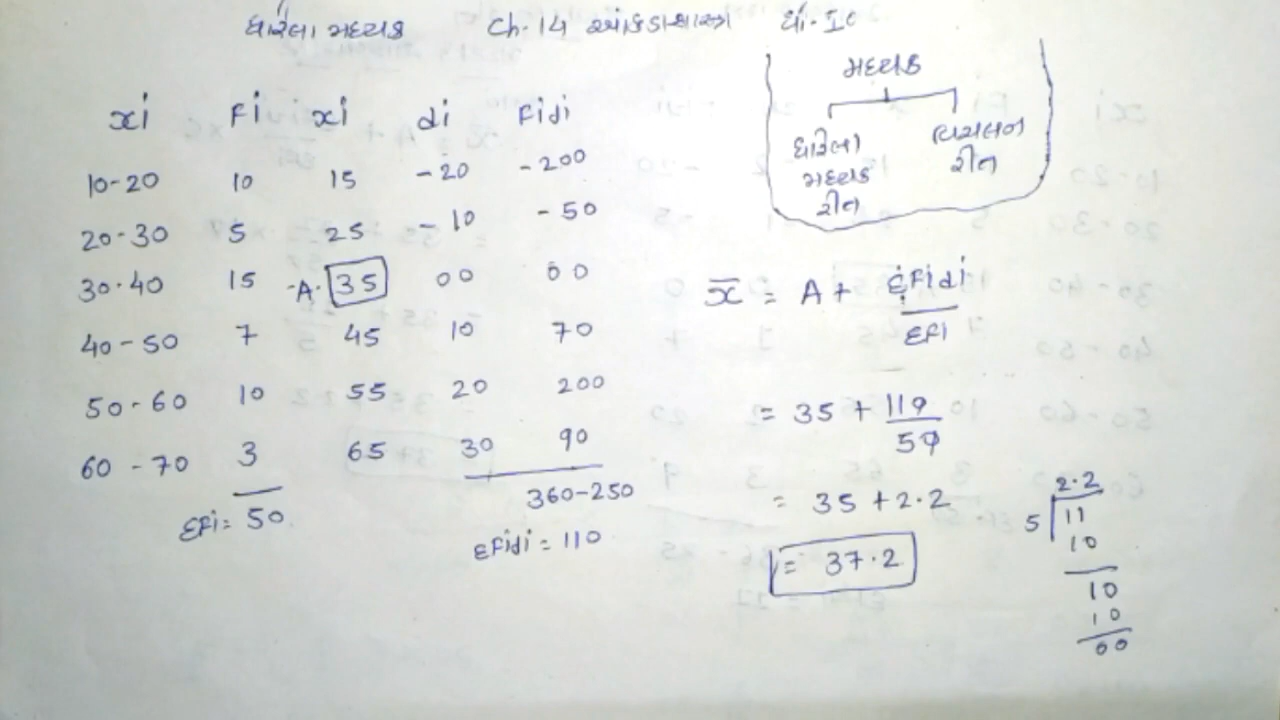 ધારેલા મધ્યક Ch-14 આંકડાશાસ્ત્ર ધો-10
મધ્યક
ધારેલા મધ્યક રીત
વિચલન રીત
xi Fi xi di Fidi
10-20 10 15 -20 -200
20-30 5 25 -10 -50
30-40 15 A. 35 00 00
40-50 7 45 10 70
50-60 10 55 20 200
60-70 3 65 30 90
Σfi = 50 360-250
ΣFidi = 110
x̄ = A + ΣFidi / ΣFi
= 35 + 110 / 50
= 35 + 2.2
= 37.2
2.2
5 11
10
10
10
00